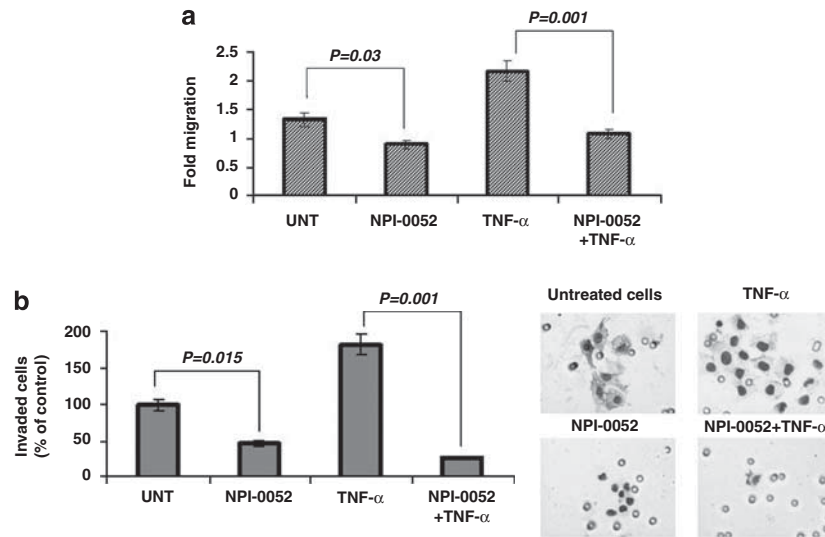 a
P=0.03
P=0.001
Fold migration
2.5
2
1.5
1
0.5
0
UNT
NPI-0052
TNF-α
NPI-0052
+TNF-α
b
P=0.015
P=0.001
Invaded cells
(% of control)
200
150
100
50
0
UNT
NPI-0052
TNF-α
NPI-0052
+TNF-α
Untreated cells
TNF-α
NPI-0052
NPI-0052+TNF-α